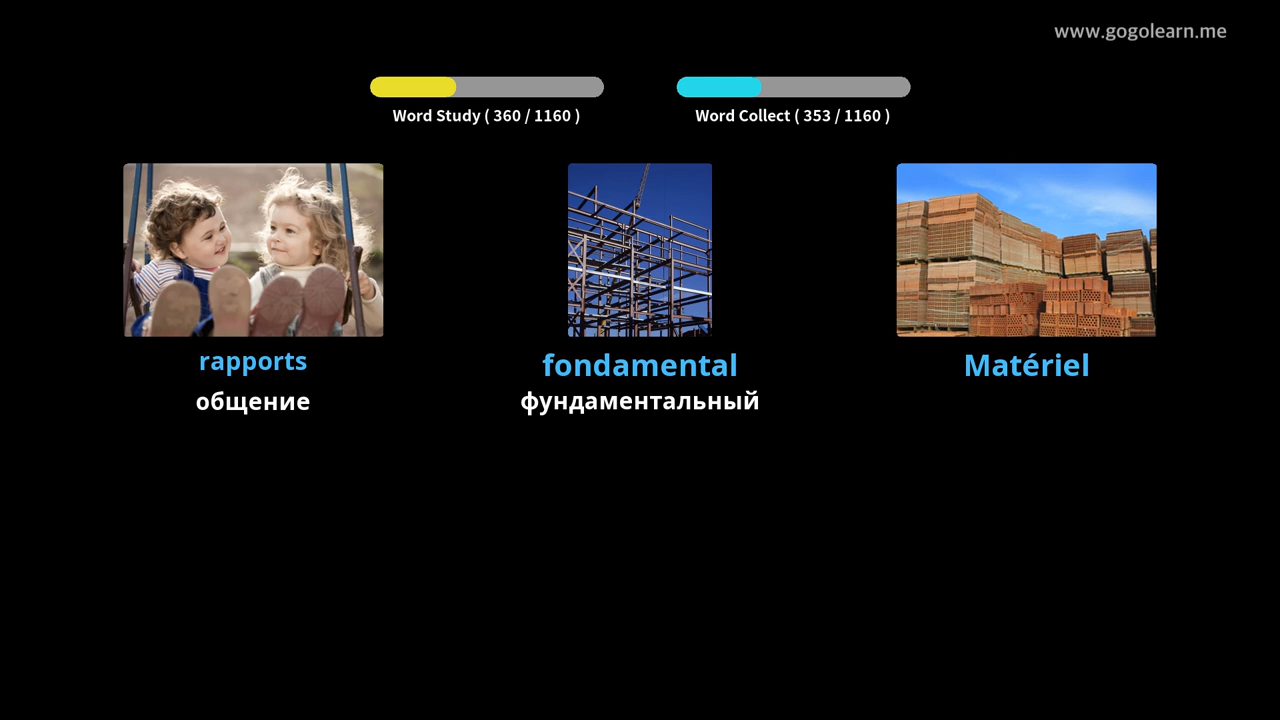 www.gogolearn.me
Word Study ( 360 / 1160 )
Word Collect ( 353 / 1160 )
rapports
fondamental
Matériel
общение
фундаментальный